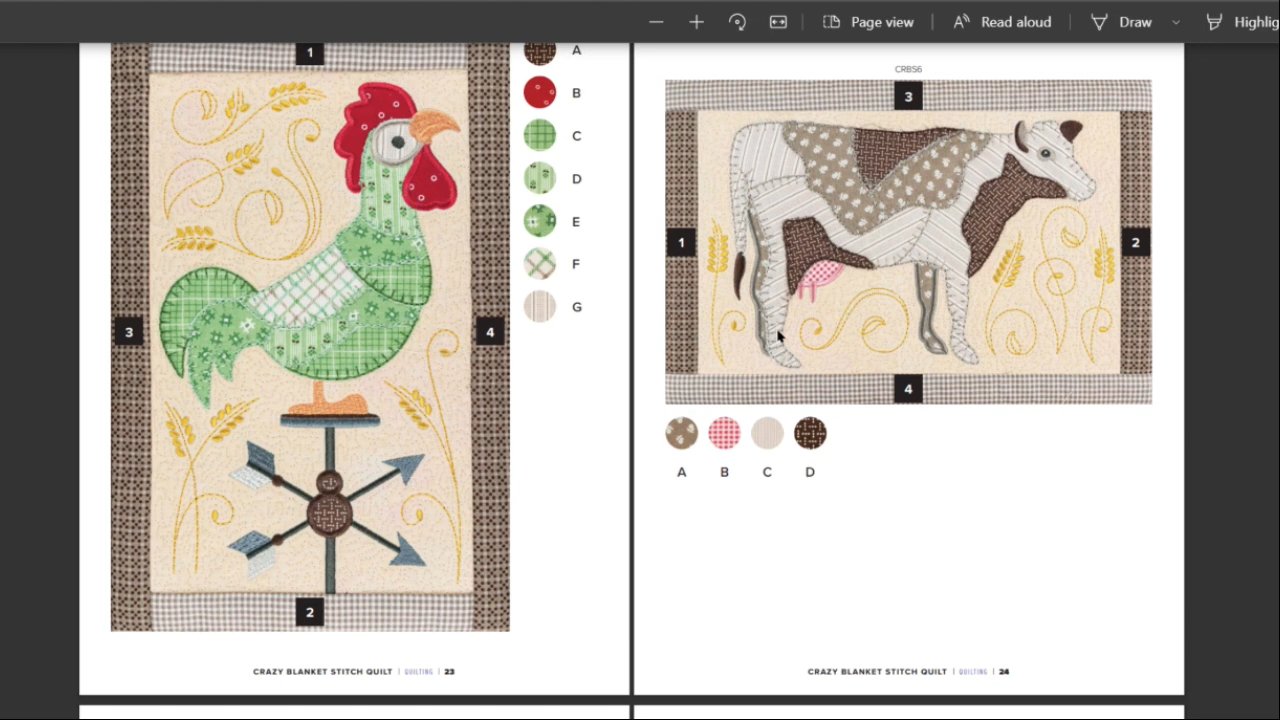 Page view
Read aloud
Draw
Highlig
1
3
4
2
A
B
C
D
E
F
G
CRAZY BLANKET STITCH QUILT | QUILTING | 23
CRBS6
3
1
2
4
A B C D
CRAZY BLANKET STITCH QUILT | QUILTING | 24